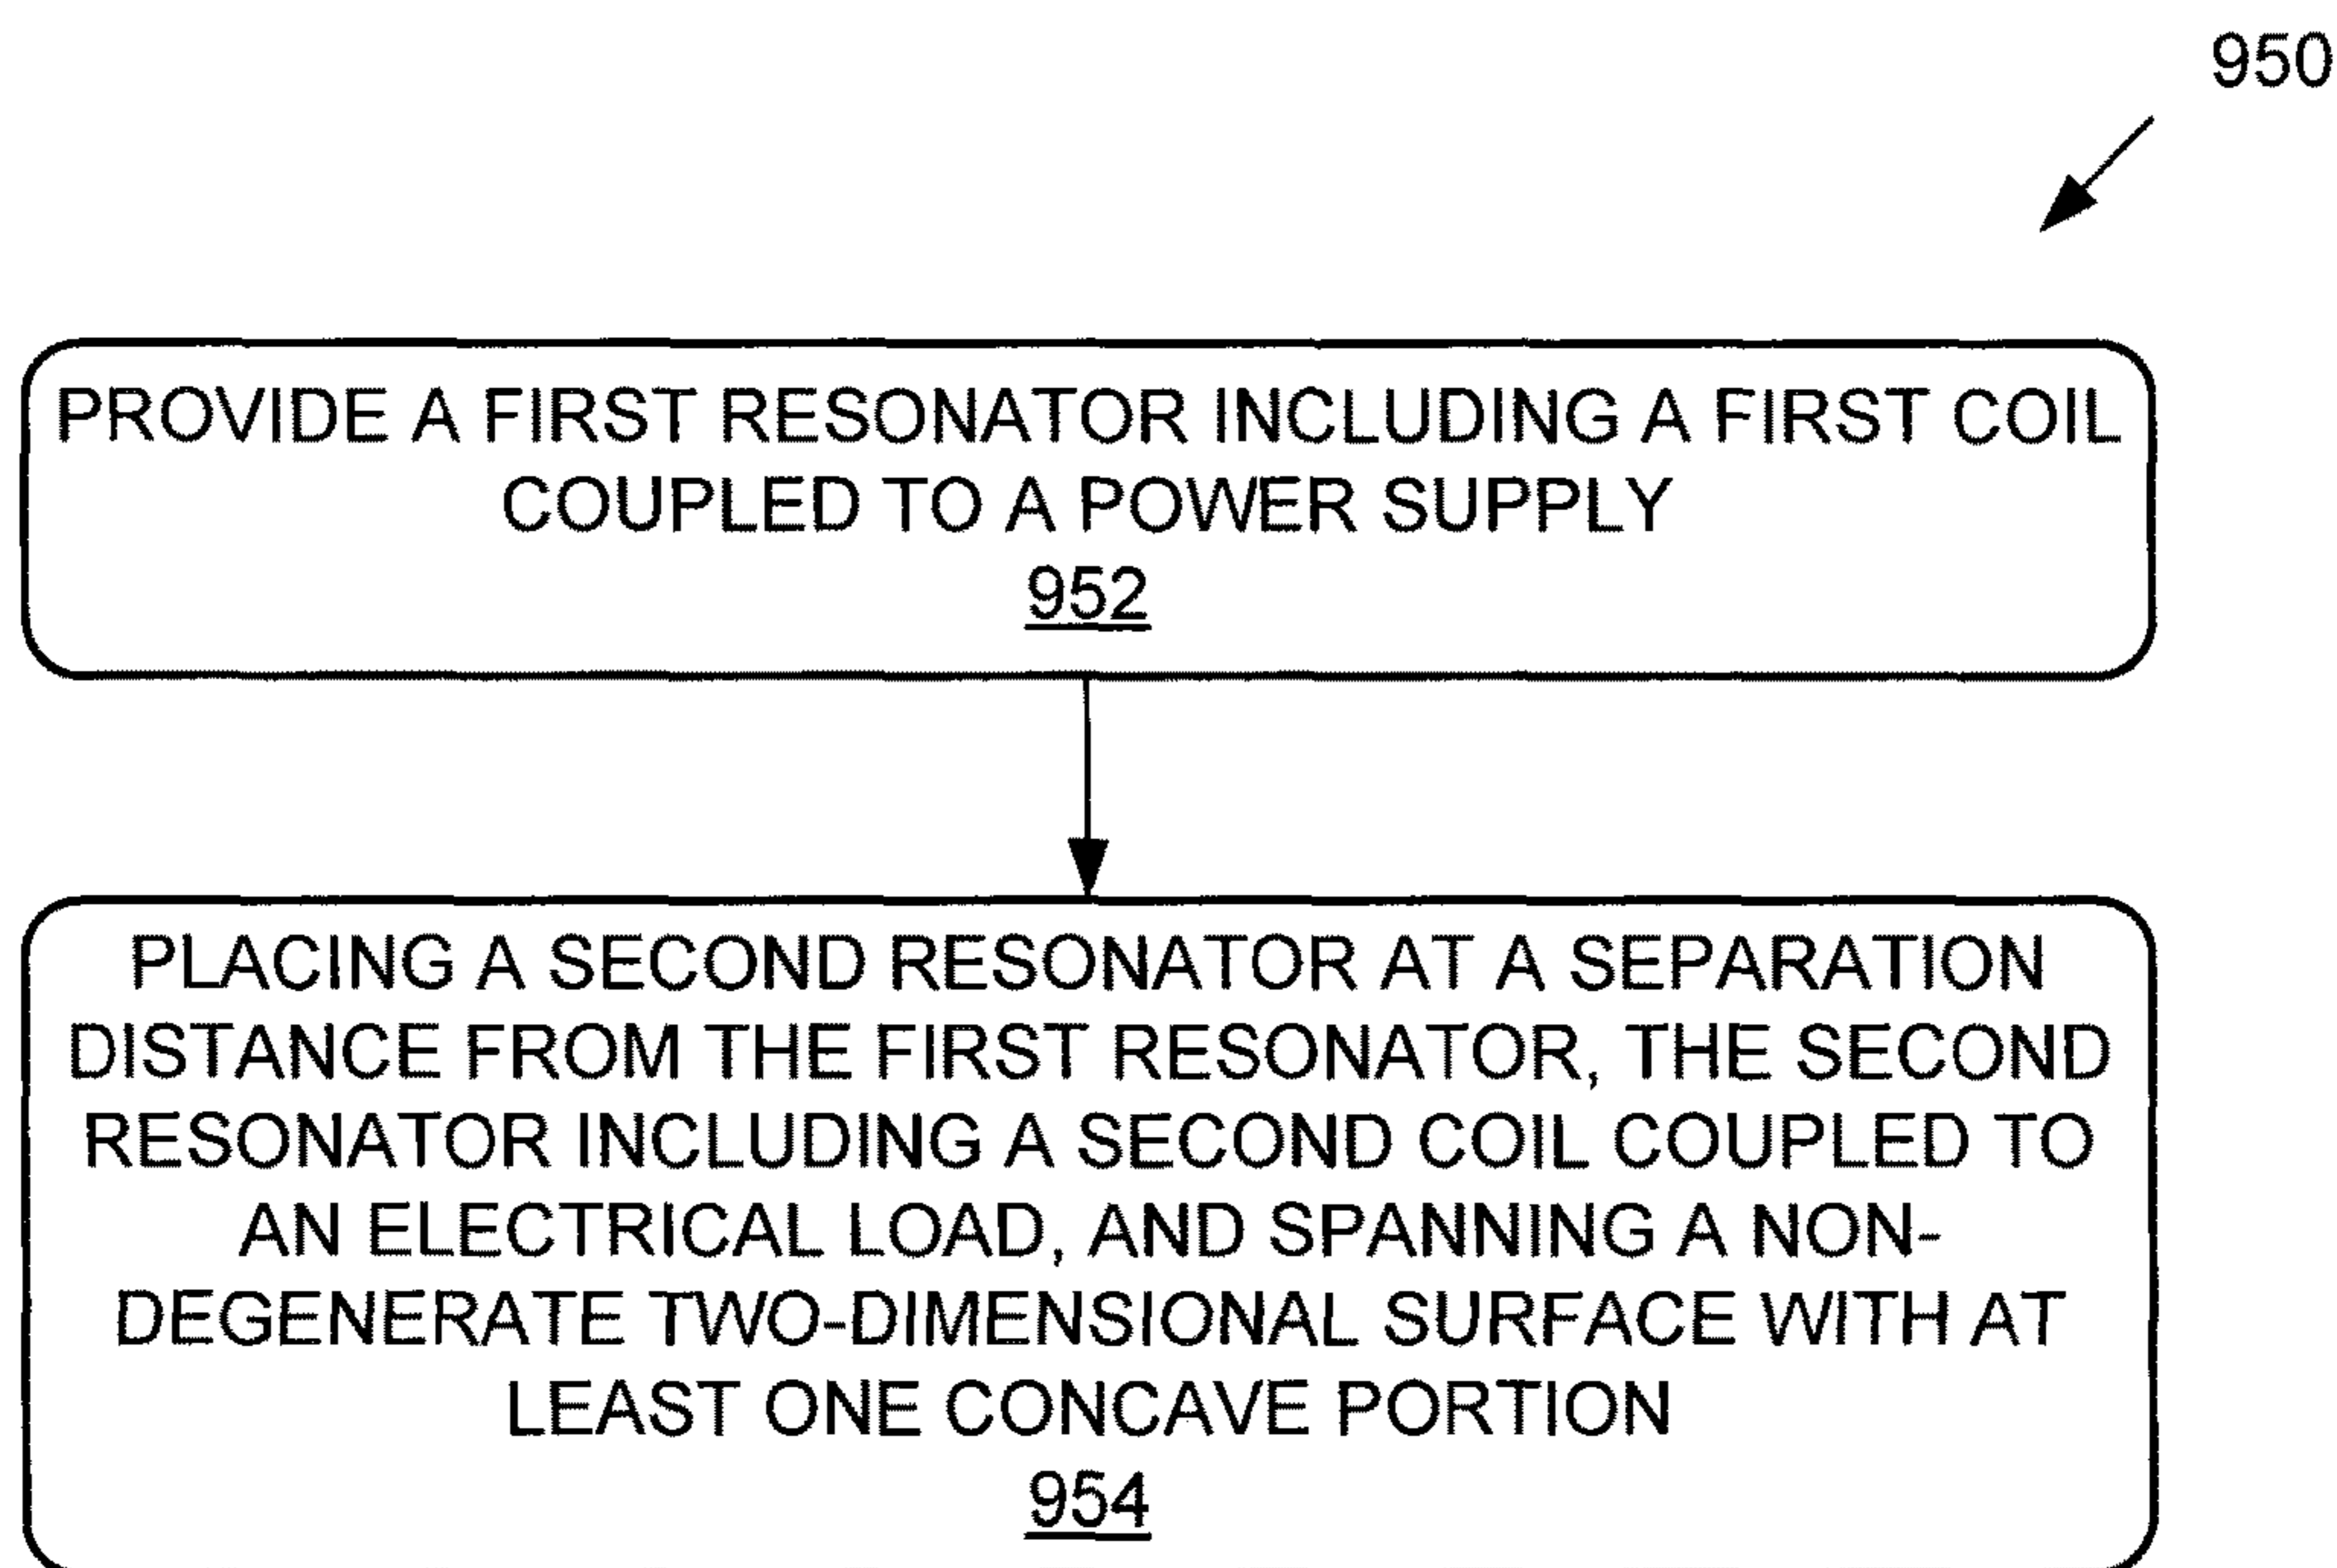 950
PROVIDE A FIRST RESONATOR INCLUDING A FIRST COIL
COUPLED TO A POWER SUPPLY
952
PLACING A SECOND RESONATOR AT A SEPARATION
DISTANCE FROM THE FIRST RESONATOR, THE SECOND
RESONATOR INCLUDING A SECOND COIL COUPLED TO
AN ELECTRICAL LOAD, AND SPANNING A NON-
DEGENERATE TWO-DIMENSIONAL SURFACE WITH AT
LEAST ONE CONCAVE PORTION
954